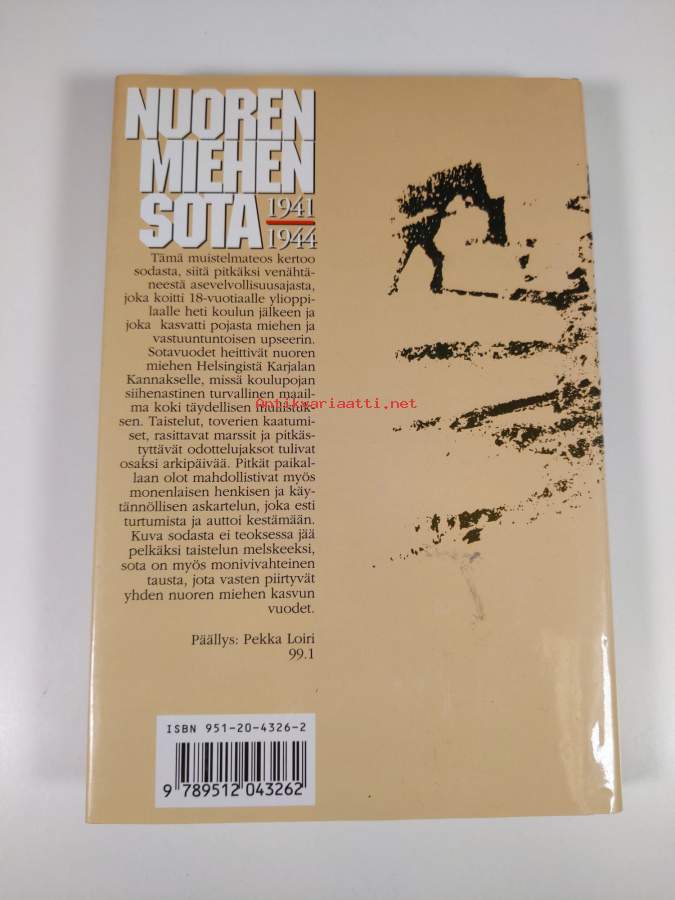 NUOREN
MIEHEN
SOTA 1941
1944
Tämä muistelmateos kertoo
sodasta, siitä pitkäksi venähtä-
neestä asevelvollisuusajasta,
joka koitti 18-vuotiaalle ylioppi-
laalle heti koulun jälkeen ja
joka kasvatti pojasta miehen ja
vastuuntuntoisen upseerin.
Sotavuodet heittivät nuoren
miehen Helsingistä Karjalan
Kannakselle, missä koulupojan
siihenastinen turvallinen maail-
ma koki täydellisen mullistuk-
Antikvariaatti.net
sen. Taistelut, toverien kaatumi-
set, rasittavat marssit ja pitkäs-
tyttävät odottelujaksot tulivat
osaksi arkipäivää. Pitkät paikal-
laan olot mahdollistivat myös
monenlaisen henkisen ja käy-
tännöllisen askartelun, joka esti
turtumista ja auttoi kestämään.
Kuva sodasta ei teoksessa jää
pelkäksi taistelun melskeeksi,
sota on myös monivivahteinen
tausta, jota vasten piirtyvät
yhden nuoren miehen kasvun
vuodet.
Päällys: Pekka Loiri
99.1
ISBN 951-20-4326-2
9 789512 043262